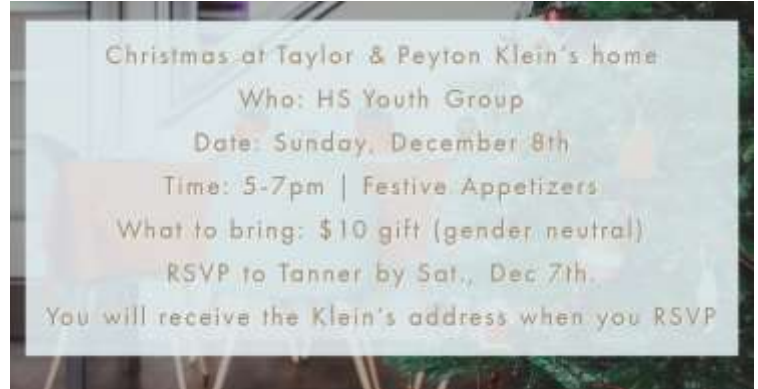 Christmas at Taylor & Peyton Klein's home
Who: HS Youth Group
Date: Sunday, December 8th
Time: 5-7pm | Festive Appetizers
What to bring: $10 gift (gender neutral)
RSVP to Tanner by Sat., Dec 7th.
You will receive the Klein's address when you RSVP